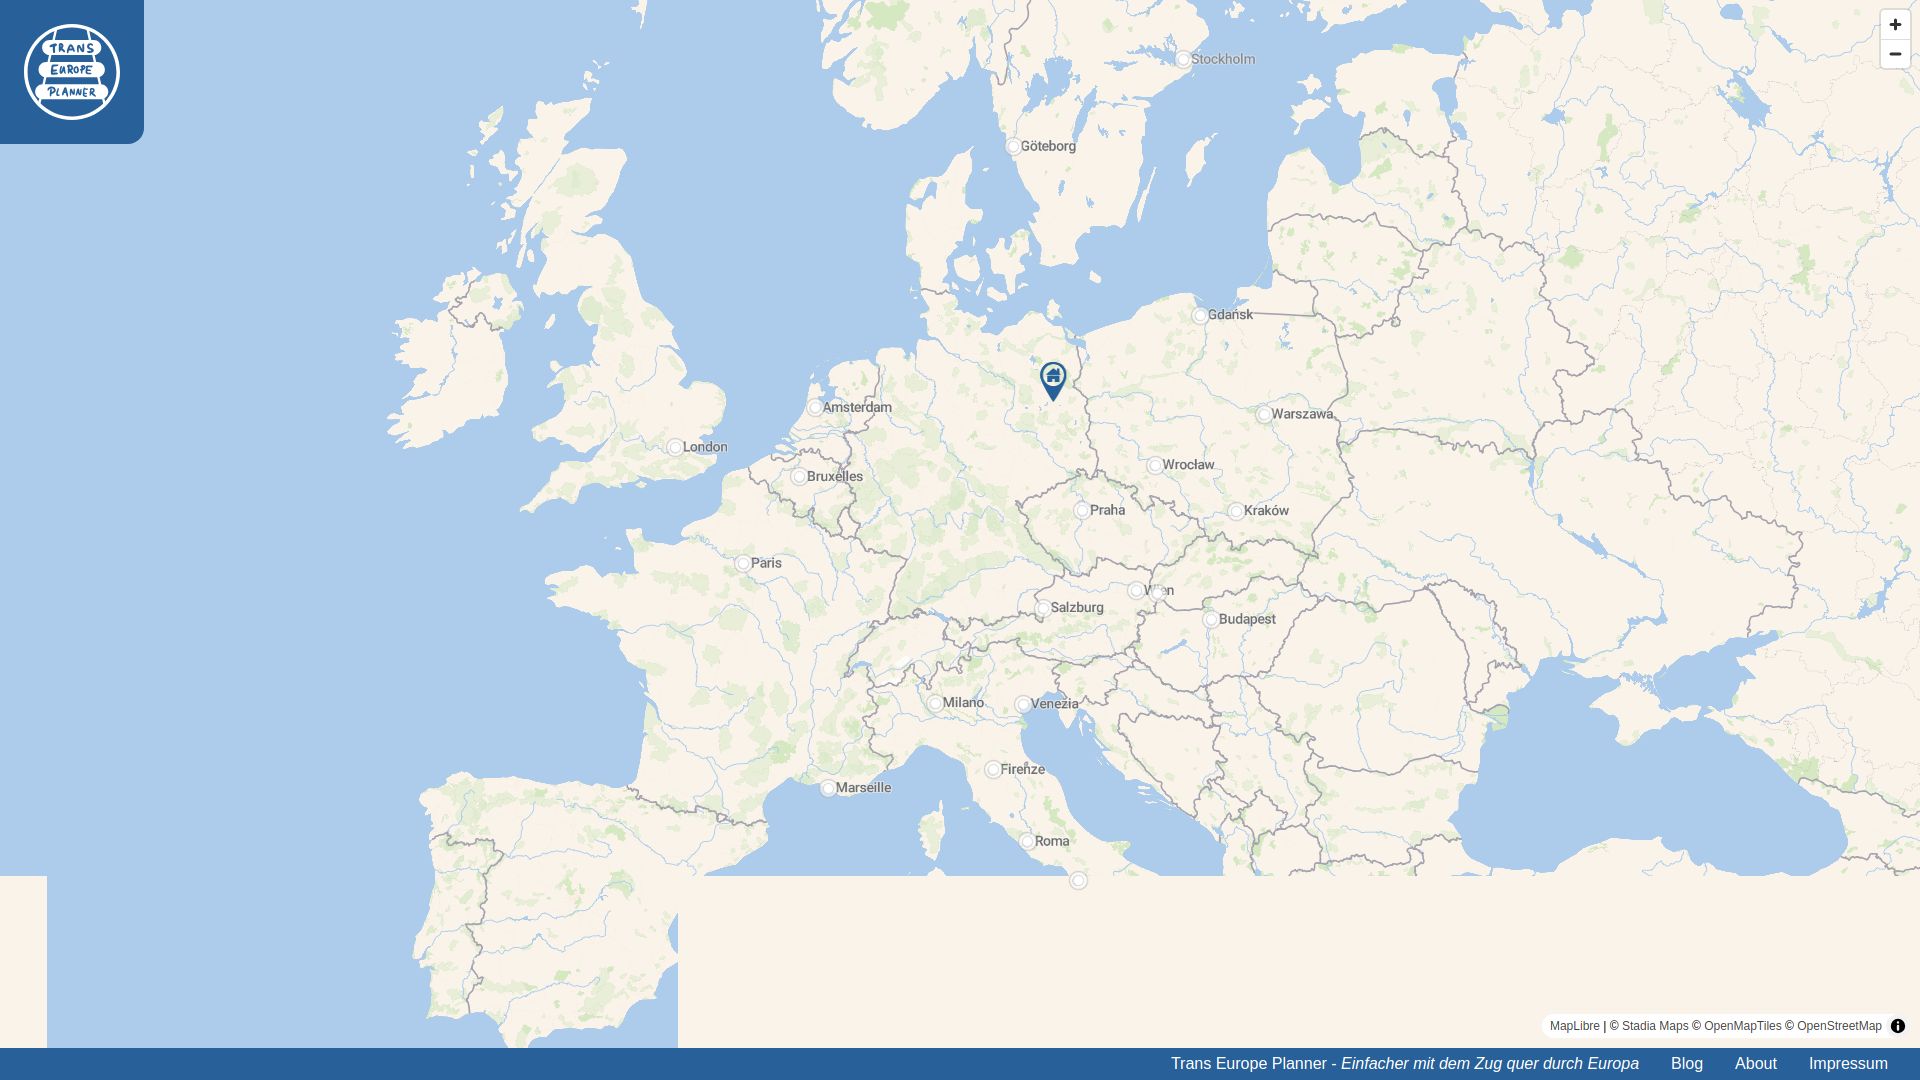 TRANS
EUROPE
PLANNER
+
−
Stockholm
Göteborg
Gdańsk
Amsterdam
Warszawa
London
Bruxelles
Wrocław
Praha
Kraków
Paris
Wien
Salzburg
Budapest
Milano
Venezia
Firenze
Marseille
Roma
MapLibre | © Stadia Maps © OpenMapTiles © OpenStreetMap
Trans Europe Planner - Einfacher mit dem Zug quer durch Europa Blog About Impressum